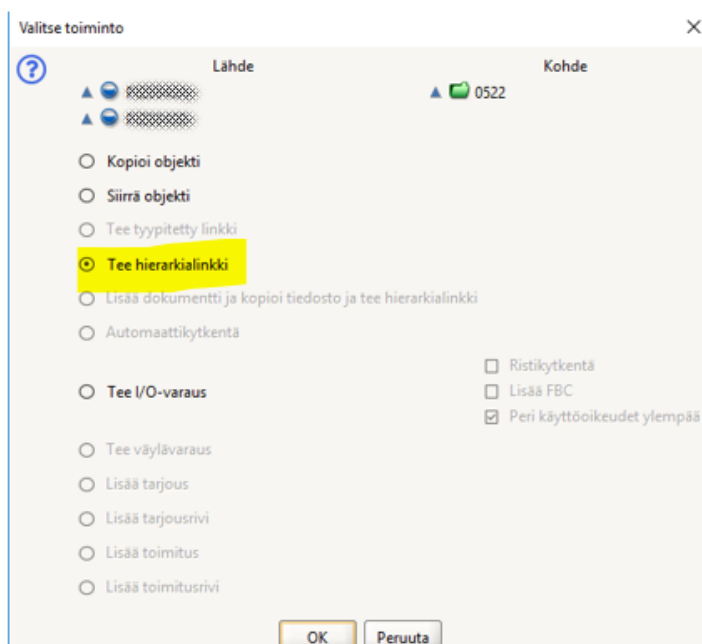 Valitse toiminto
Lähde Kohde
0522
Kopioi objekti
Siirrä objekti
Tee tyypitetty linkki
Tee hierarkialinkki
Lisää dokumentti ja kopioi tiedosto ja tee hierarkialinkki
Automaattikytkentä
Ristikytkentä
Tee I/O-varaus Lisää FBC
Peri käyttöoikeudet ylempää
Tee väylävaraus
Lisää tarjous
Lisää tarjousrivi
Lisää toimitus
Lisää toimitusrivi
OK Peruuta